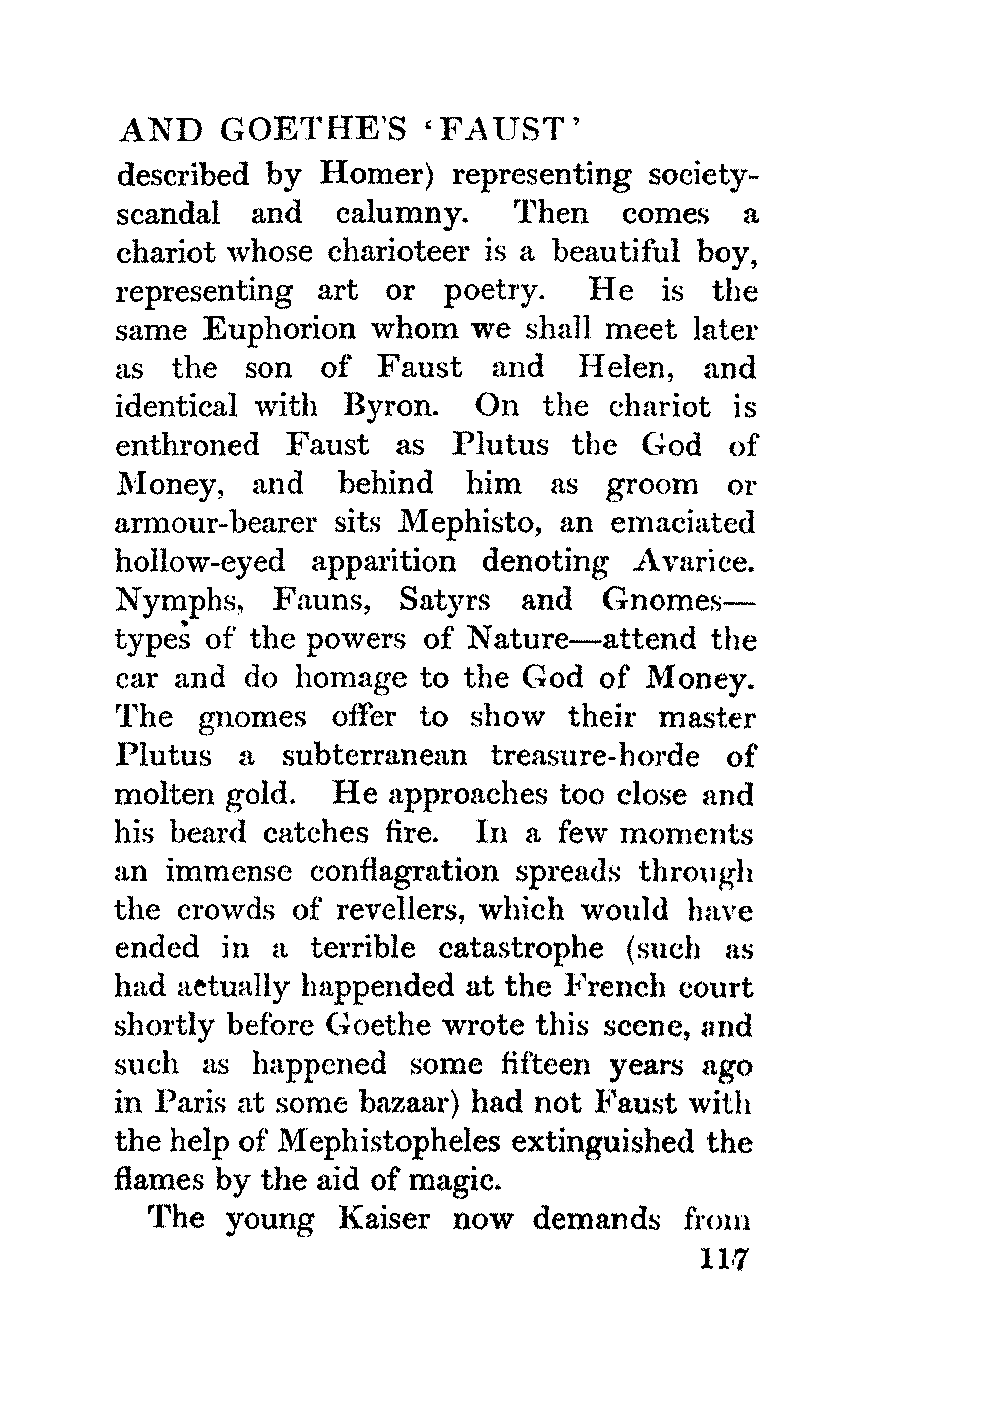 AND GOETHE'S ‘FAUST’
described by Homer) representing society-
scandal and calumny. Then comes a
chariot whose charioteer is a beautiful boy,
representing art or poetry. He is the
same Euphorion whom we shall meet later
as the son of Faust and Helen, and
identical with Byron. On the chariot is
enthroned Faust as Plutus the God of
Money, and behind him as groom or
armour-bearer sits Mephisto, an emaciated
hollow-eyed apparition denoting Avarice.
Nymphs, Fauns, Satyrs and Gnomes—
types of the powers of Nature—attend the
car and do homage to the God of Money.
The gnomes offer to show their master
Plutus a subterranean treasure-horde of
molten gold. He approaches too close and
his beard catches fire. In a few moments
an immense conflagration spreads through
the crowds of revellers, which would have
ended in a terrible catastrophe (such as
had actually happended at the French court
shortly before Goethe wrote this scene, and
such as happened some fifteen years ago
in Paris at some bazaar) had not Faust with
the help of Mephistopheles extinguished the
flames by the aid of magic.
The young Kaiser now demands from
117